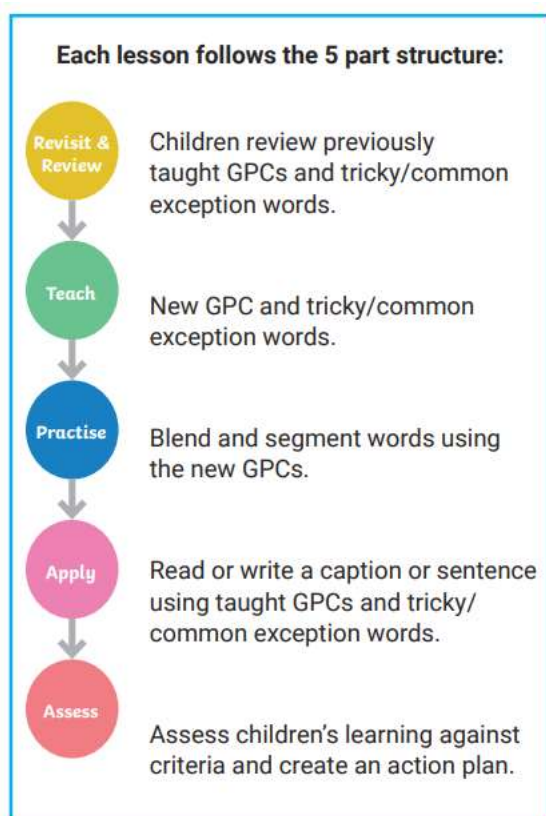 Each lesson follows the 5 part structure:
Revisit &
Review
Children review previously
taught GPCs and tricky/common
exception words.
Teach
New GPC and tricky/common
exception words.
Practise
Blend and segment words using
the new GPCs.
Apply
Read or write a caption or sentence
using taught GPCs and tricky/
common exception words.
Assess
Assess children’s learning against
criteria and create an action plan.